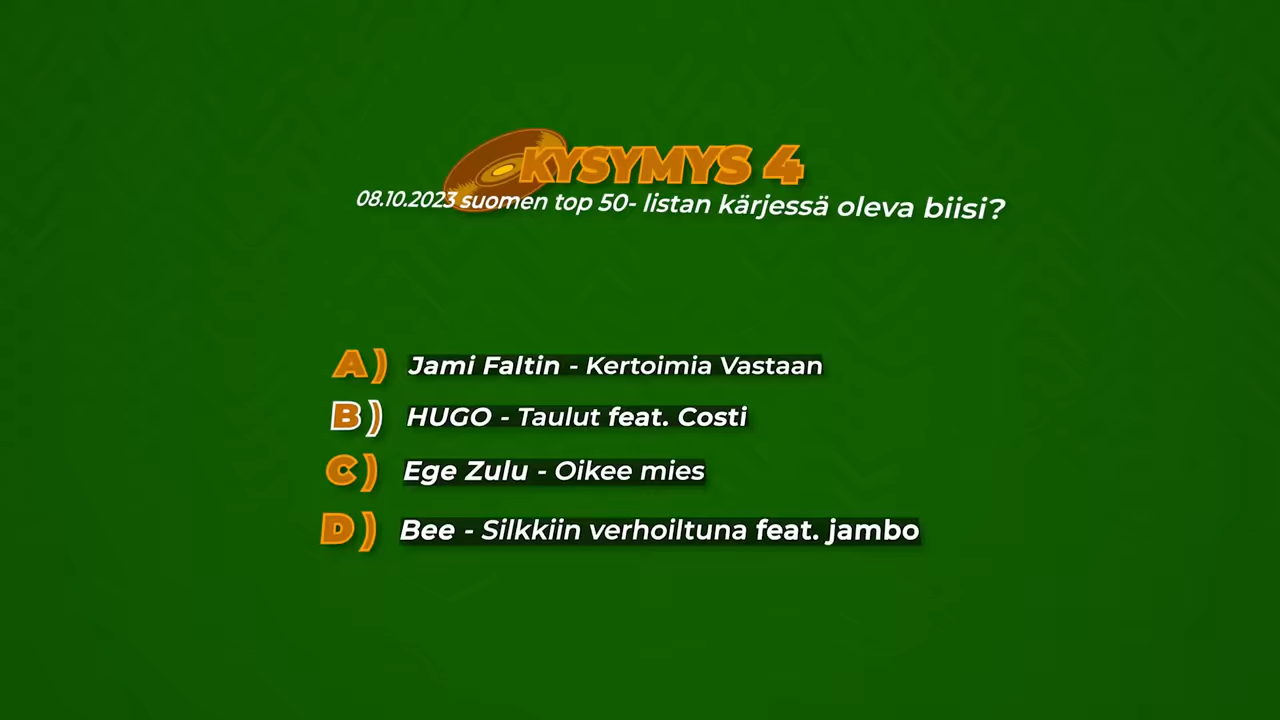 KYSYMYS 4
08.10.2023 suomen top 50- listan kärjessä oleva biisi?
A) Jami Faltin - Kertoimia Vastaan
B) HUGO - Taulut feat. Costi
C) Ege Zulu - Oikee mies
D) Bee - Silkkiin verhoiltuna feat. jambo